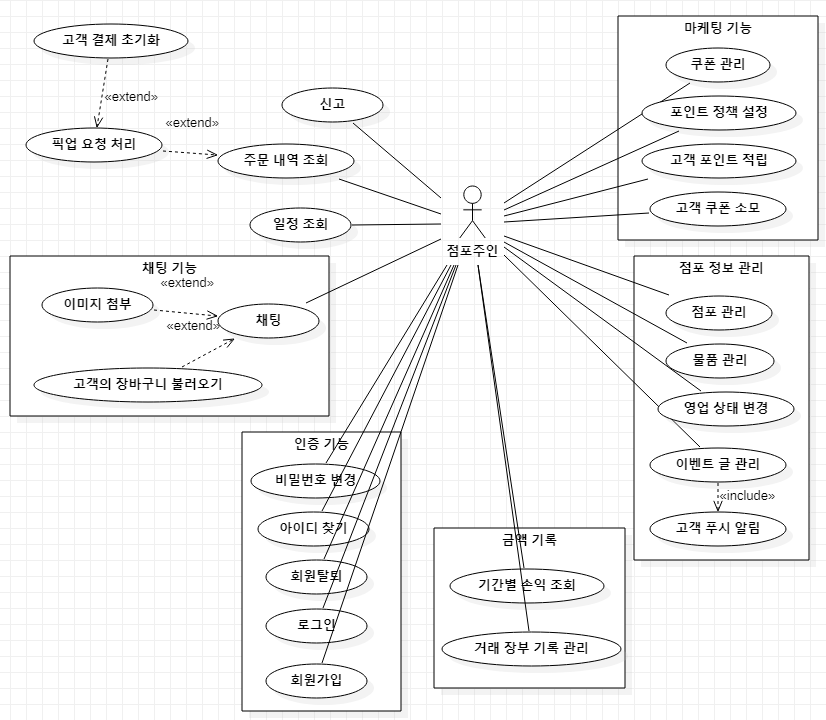 고객 결제 초기화
«extend»
픽업 요청 처리
«extend»
주문 내역 조회
신고
일정 조회
점포주인
마케팅 기능
쿠폰 관리
포인트 정책 설정
고객 포인트 적립
고객 쿠폰 소모
채팅 기능
«extend»
이미지 첨부
«extend»
채팅
고객의 장바구니 불러오기
점포 정보 관리
점포 관리
물품 관리
영업 상태 변경
이벤트 글 관리
«include»
고객 푸시 알림
인증 기능
비밀번호 변경
아이디 찾기
회원탈퇴
로그인
회원가입
금액 기록
기간별 손익 조회
거래 장부 기록 관리